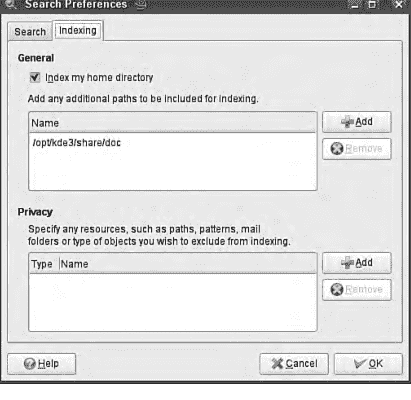 Search Preferences
Search Indexing
General
Index my home directory
Add any additional paths to be included for indexing.
Name
Add
/opt/kde3/share/doc
Remove
Privacy
Specify any resources, such as paths, patterns, mail
folders or type of objects you wish to exclude from indexing.
Type Name
Add
Remove
Help Cancel OK